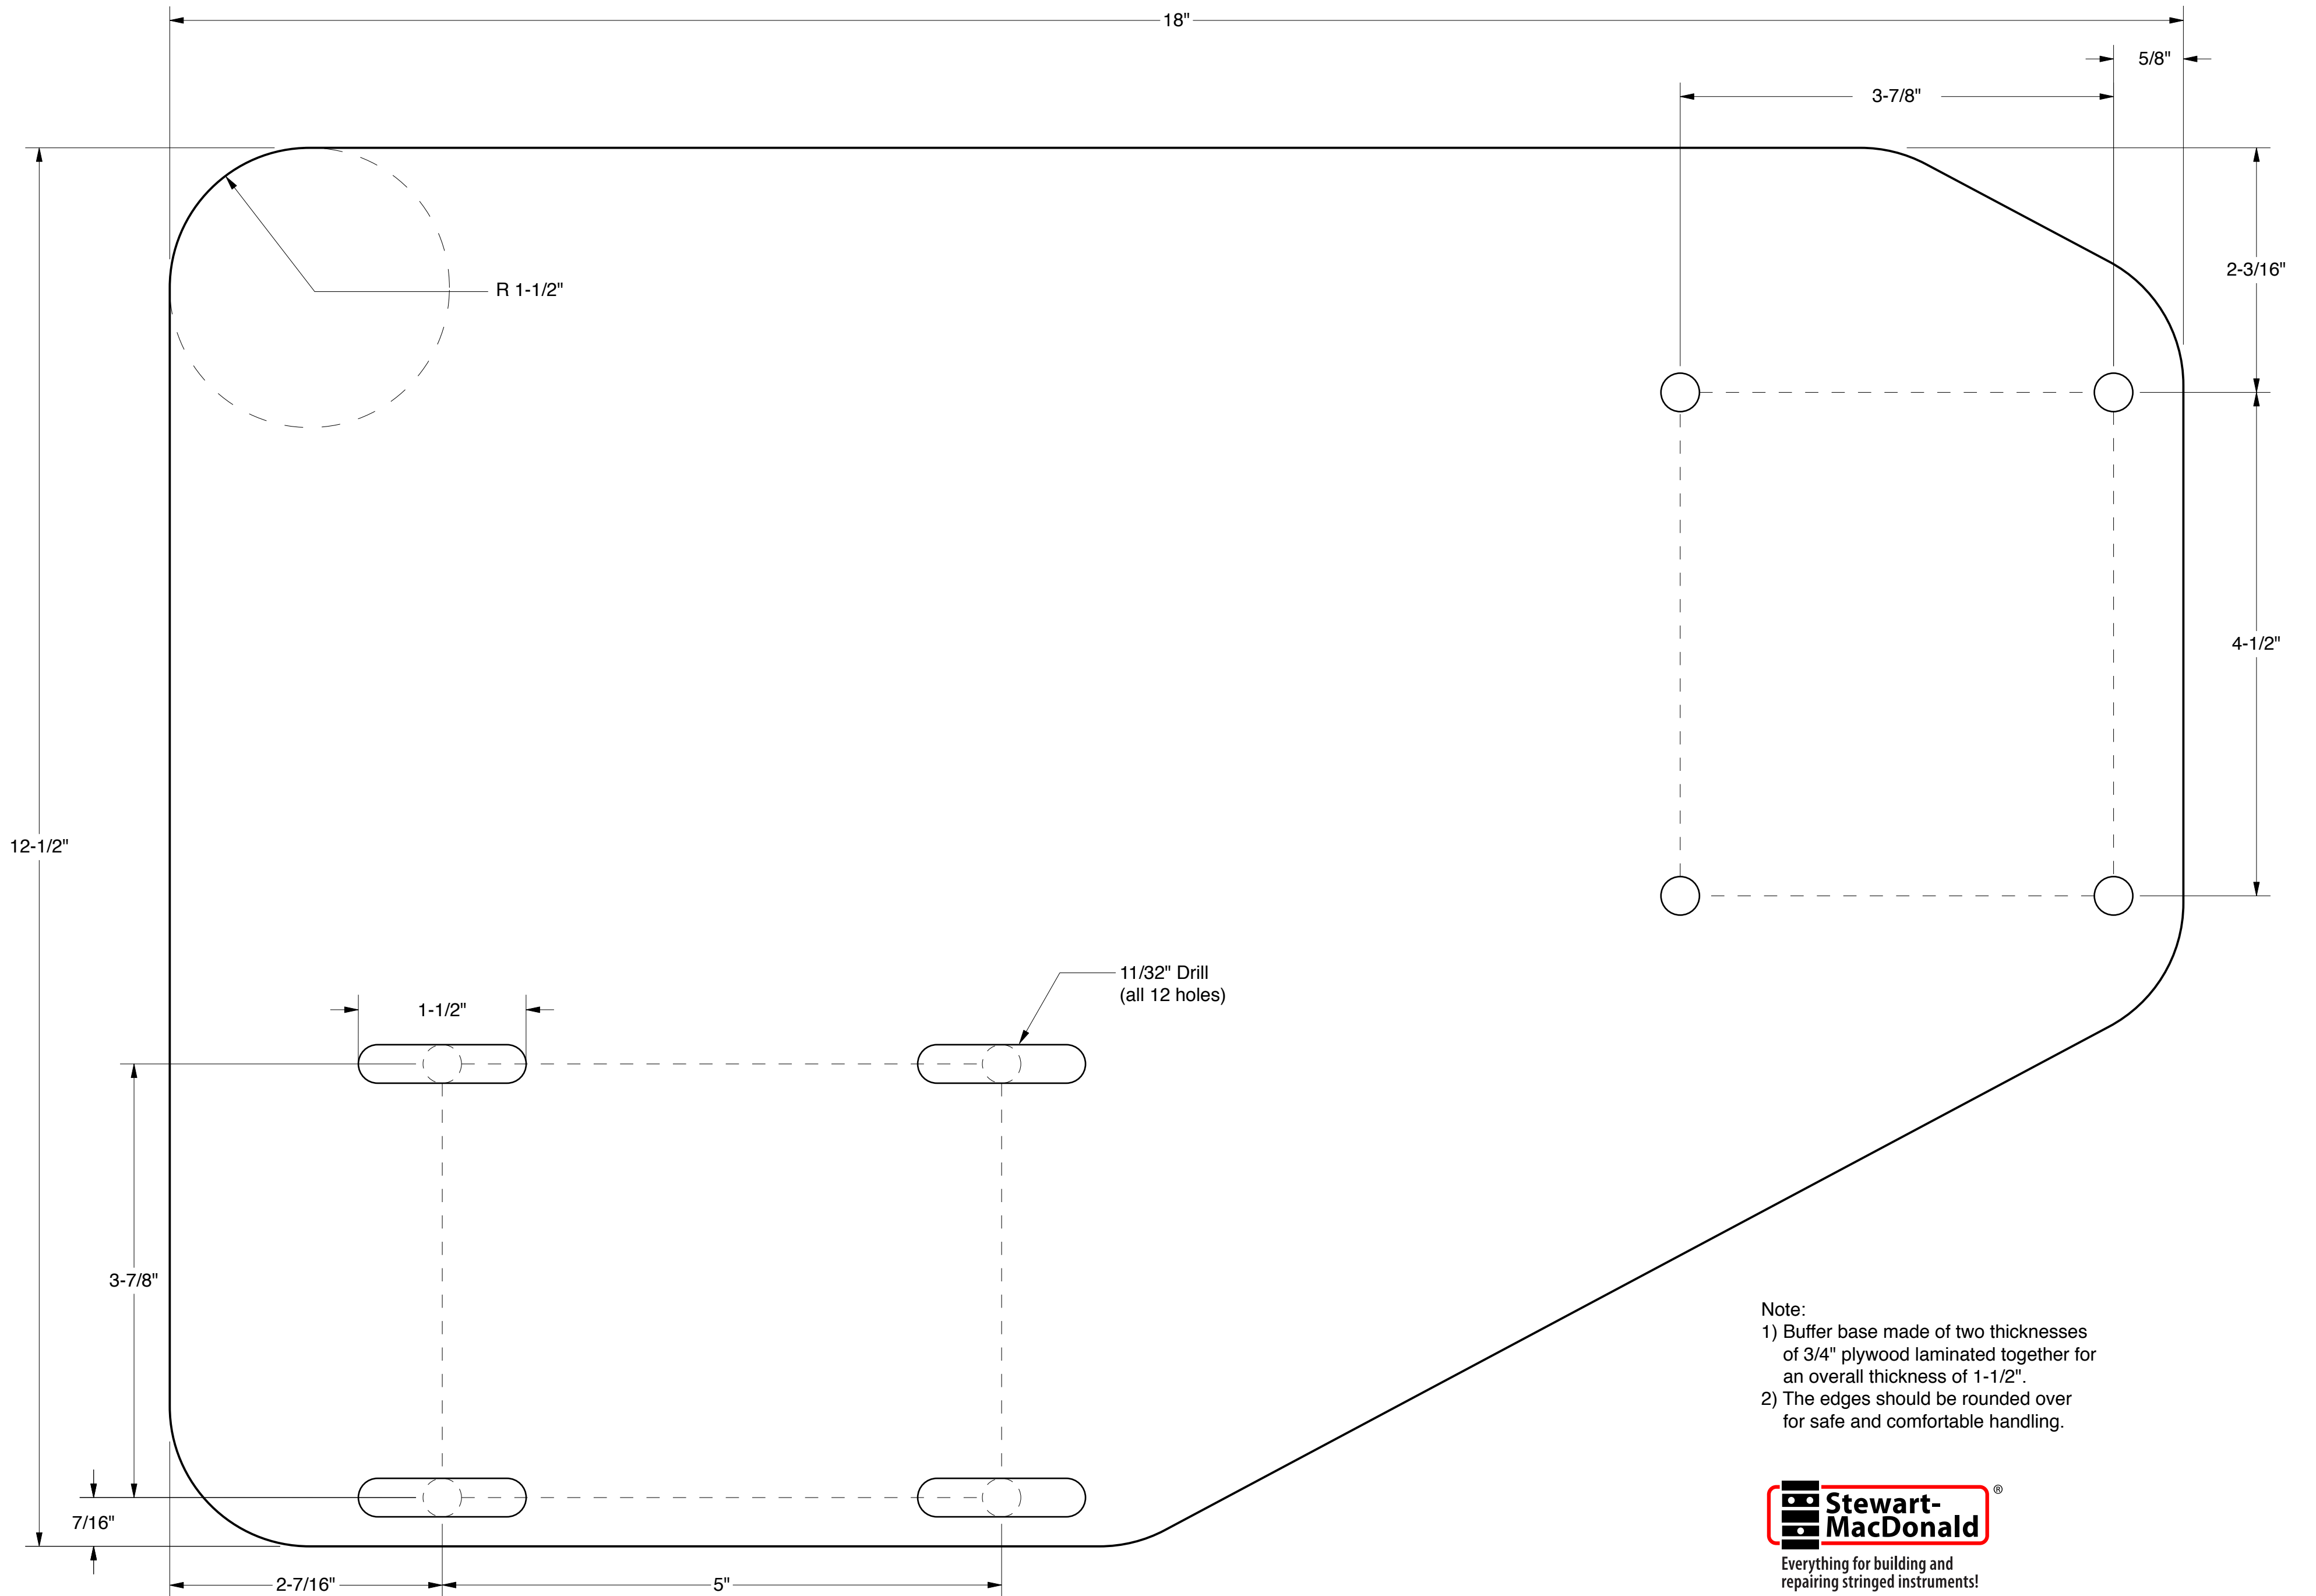 18"
5/8"
3-7/8"
R 1-1/2"
2-3/16"
4-1/2"
12-1/2"
11/32" Drill
(all 12 holes)
1-1/2"
3-7/8"
7/16"
2-7/16"
5"
Note:
1) Buffer base made of two thicknesses
of 3/4" plywood laminated together for
an overall thickness of 1-1/2".
2) The edges should be rounded over
for safe and comfortable handling.
Stewart-
MacDonald®
Everything for building and
repairing stringed instruments!